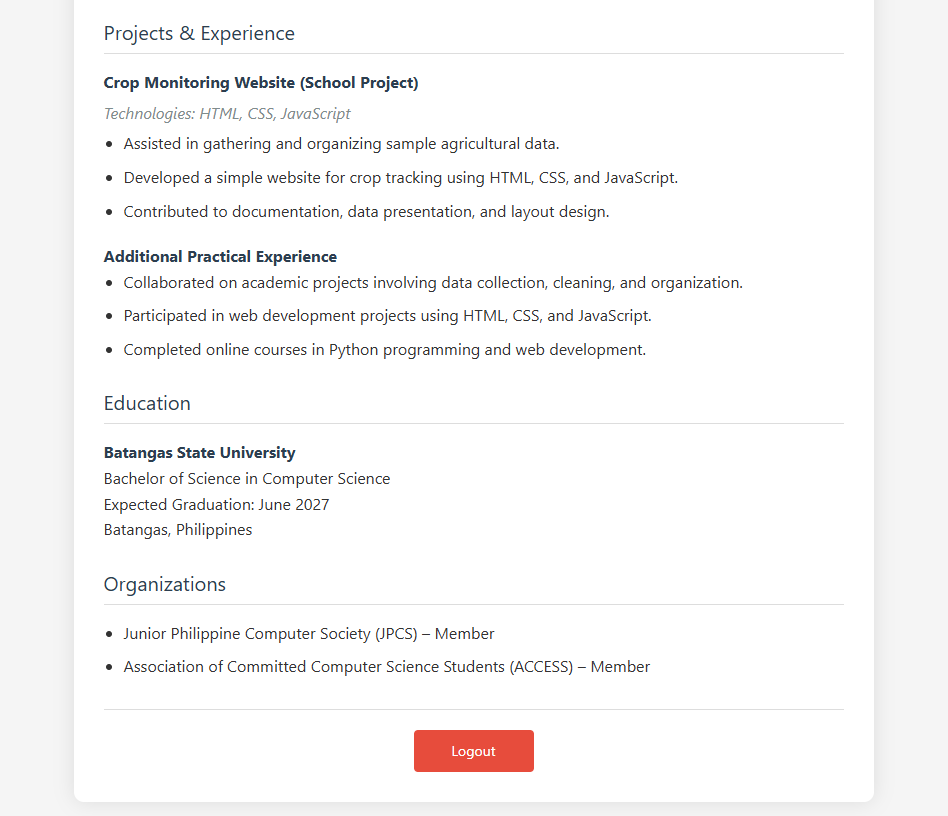 Projects & Experience
Crop Monitoring Website (School Project)
Technologies: HTML, CSS, JavaScript
• Assisted in gathering and organizing sample agricultural data.
• Developed a simple website for crop tracking using HTML, CSS, and JavaScript.
• Contributed to documentation, data presentation, and layout design.
Additional Practical Experience
• Collaborated on academic projects involving data collection, cleaning, and organization.
• Participated in web development projects using HTML, CSS, and JavaScript.
• Completed online courses in Python programming and web development.
Education
Batangas State University
Bachelor of Science in Computer Science
Expected Graduation: June 2027
Batangas, Philippines
Organizations
• Junior Philippine Computer Society (JPCS) – Member
• Association of Committed Computer Science Students (ACCESS) – Member
Logout